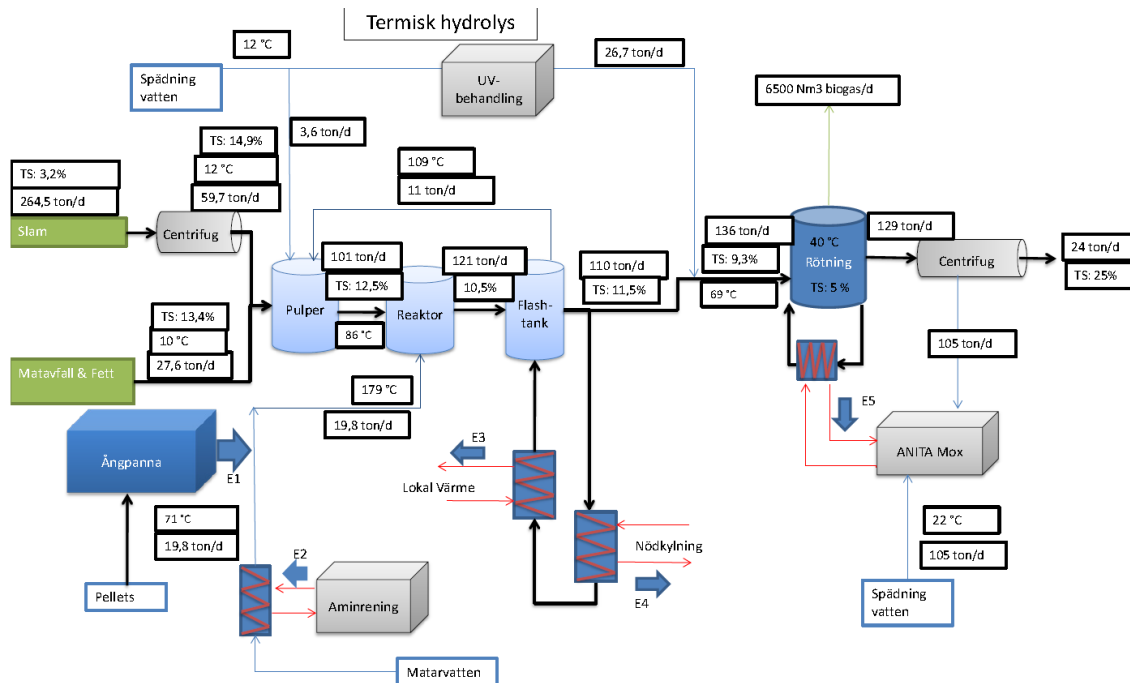 Termisk hydrolys
12 °C
26,7 ton/d
Spädning
vatten
UV-
behandling
6500 Nm3 biogas/d
3,6 ton/d
TS: 14,9%
12 °C
59,7 ton/d
109 °C
11 ton/d
TS: 3,2%
264,5 ton/d
Slam
Centrifug
101 ton/d
TS: 12,5%
86 °C
121 ton/d
10,5%
110 ton/d
TS: 11,5%
136 ton/d
TS: 9,3%
69 °C
40 °C
Rötning
TS: 5 %
129 ton/d
Centrifug
24 ton/d
TS: 25%
Pulper
Reaktor
Flash-
tank
TS: 13,4%
10 °C
27,6 ton/d
Matavfall & Fett
179 °C
19,8 ton/d
105 ton/d
E5
Ångpanna
E1
E3
Lokal Värme
ANITA Mox
71 °C
19,8 ton/d
E2
Nödkylning
E4
22 °C
105 ton/d
Pellets
Aminrening
Spädning
vatten
Matarvatten